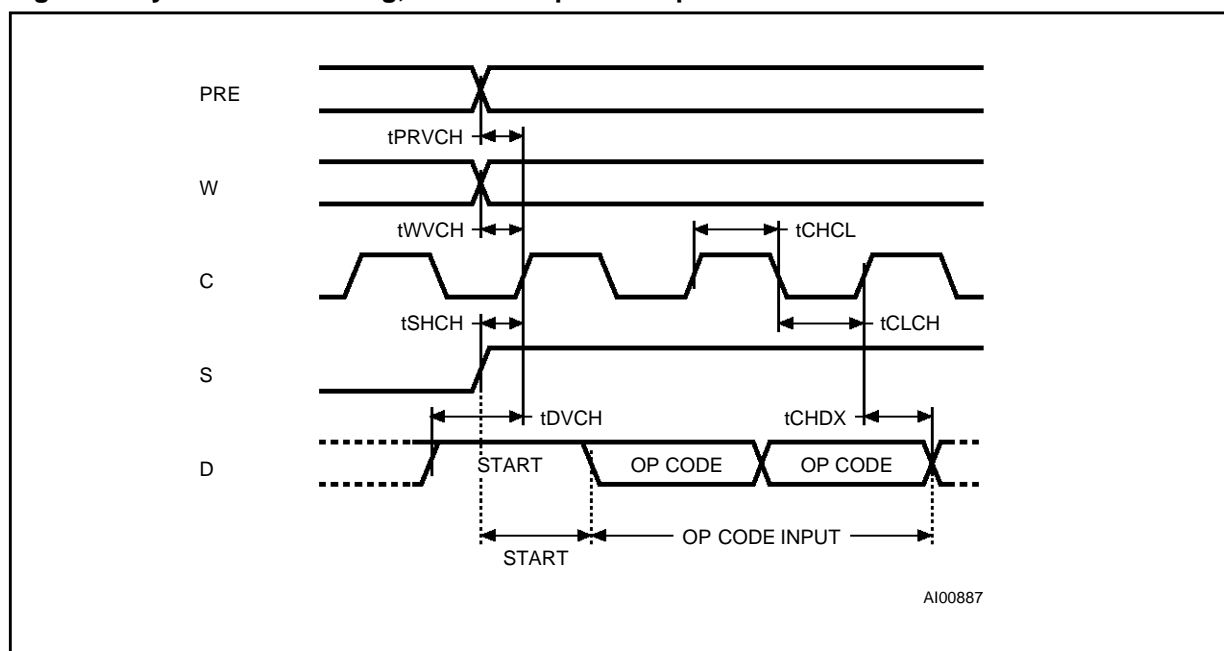 PRE
tPRVCH
W
tWVCH
tCHCL
C
tSHCH
tCLCH
S
tDVCH
tCHDX
D
START
OP CODE
OP CODE
OP CODE INPUT
START
AI00887